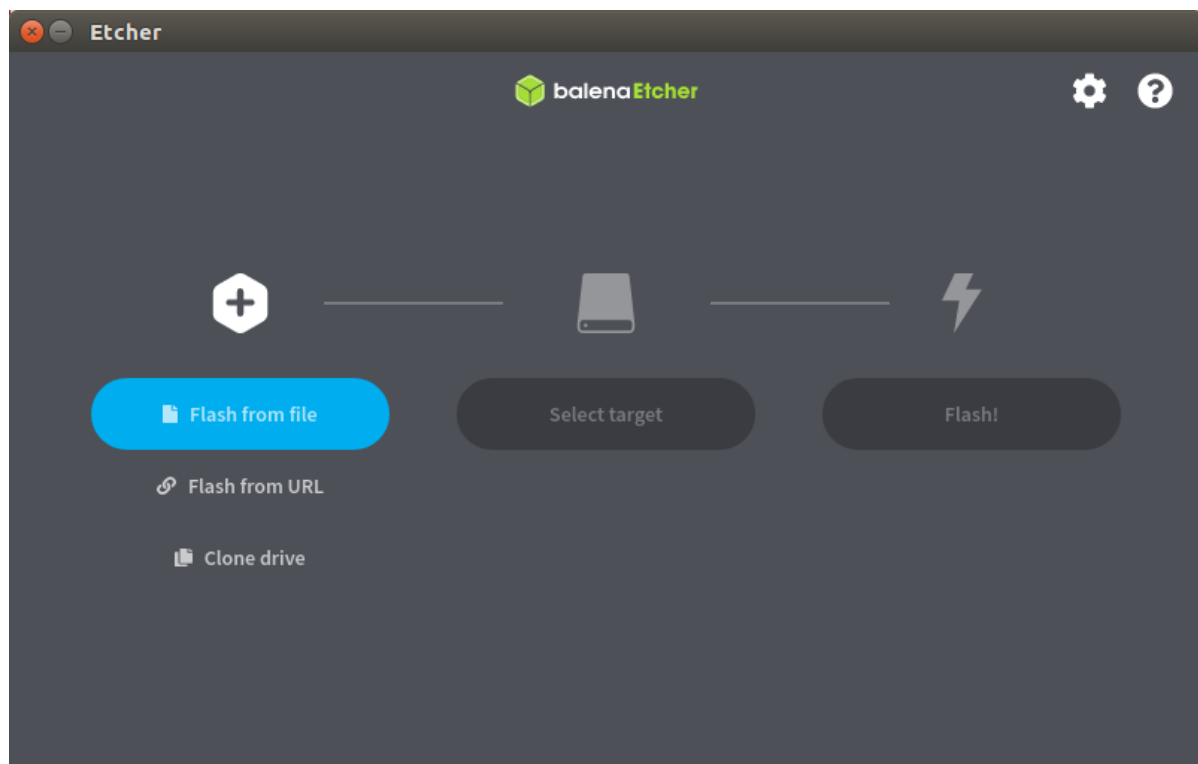 Etcher
balenaEtcher
Flash from file
Select target
Flash!
Flash from URL
Clone drive